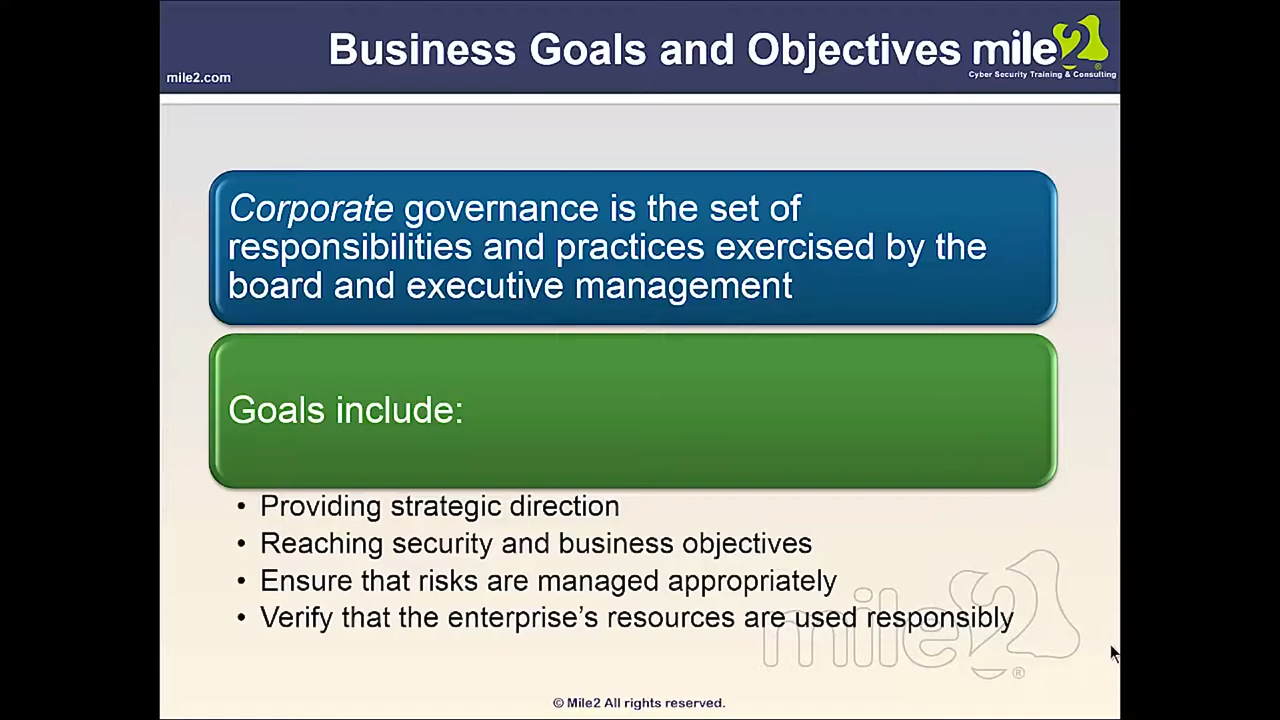 Business Goals and Objectives
mile2
mile2.com
Cyber Security Training & Consulting
Corporate governance is the set of
responsibilities and practices exercised by the
board and executive management
Goals include:
• Providing strategic direction
• Reaching security and business objectives
• Ensure that risks are managed appropriately
• Verify that the enterprise’s resources are used responsibly
mile2®
© Mile2 All rights reserved.